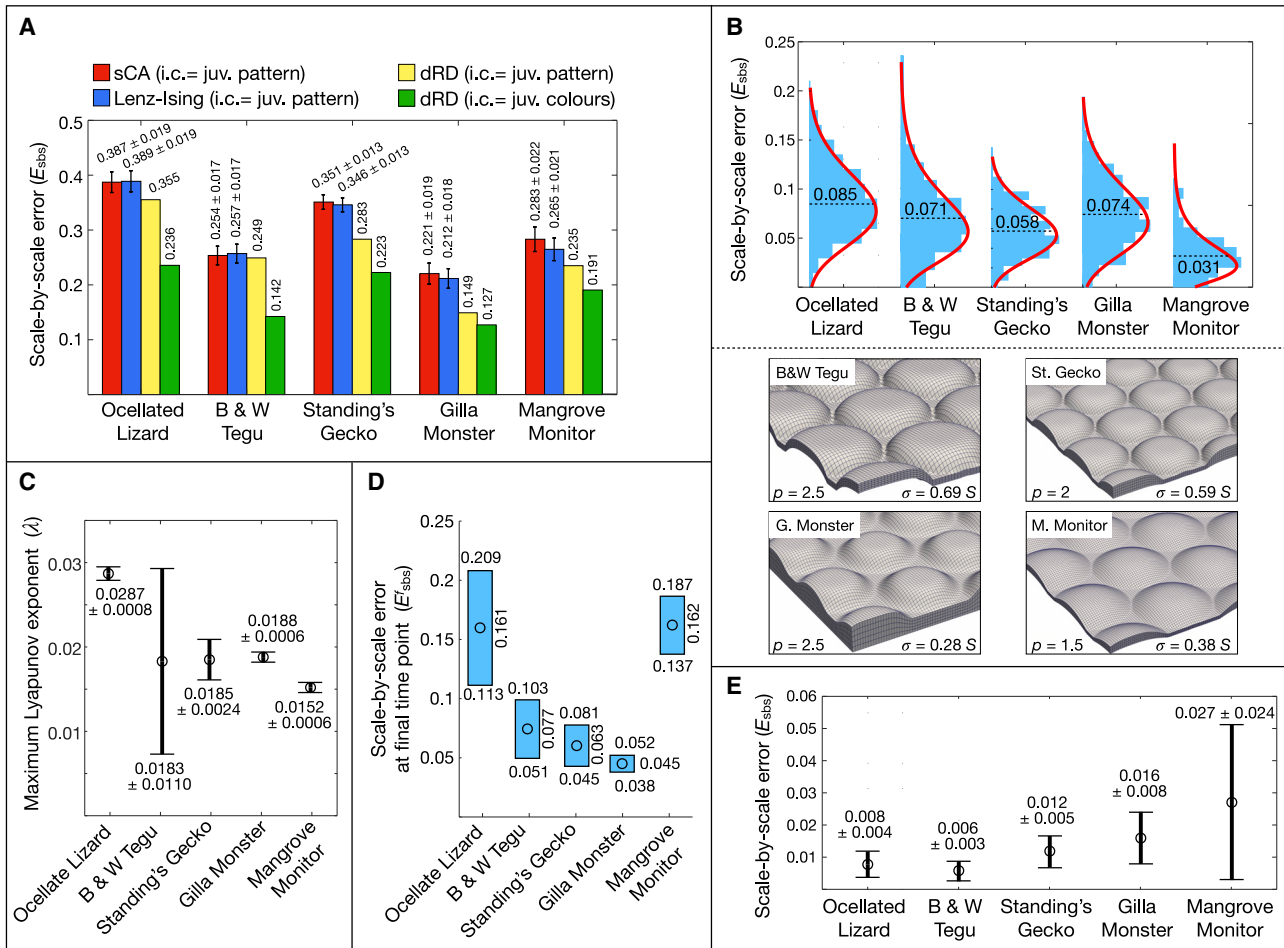 A
sCA (i.c.= juv. pattern)
Lenz-Ising (i.c.= juv. pattern)
dRD (i.c.= juv. pattern)
dRD (i.c.= juv. colours)
Scale-by-scale error (Esbs)
0.5
0.4
0.3
0.2
0.1
0.387 ± 0.019
0.389 ± 0.019
0.355
0.236
0.254 ± 0.017
0.257 ± 0.017
0.249
0.142
0.351 ± 0.013
0.346 ± 0.013
0.283
0.223
0.221 ± 0.019
0.212 ± 0.018
0.149
0.127
0.283 ± 0.022
0.265 ± 0.021
0.235
0.191
Ocellated
Lizard
B & W
Tegu
Standing's
Gecko
Gilla
Monster
Mangrove
Monitor
B
Scale-by-scale error (Esbs)
0.25
0.2
0.15
0.1
0.05
0.085
0.071
0.058
0.074
0.031
Ocellated
Lizard
B & W
Tegu
Standing's
Gecko
Gilla
Monster
Mangrove
Monitor
B&W Tegu
p = 2.5
σ = 0.69 S
St. Gecko
p = 2
σ = 0.59 S
G. Monster
p = 2.5
σ = 0.28 S
M. Monitor
p = 1.5
σ = 0.38 S
C
Maximum Lyapunov exponent (λ)
0.03
0.02
0.01
0.0287
± 0.0008
0.0183
± 0.0110
0.0185
± 0.0024
0.0188
± 0.0006
0.0152
± 0.0006
Ocellate Lizard
B & W Tegu
Standing's Gecko
Gilla Monster
Mangrove
Monitor
D
Scale-by-scale error
at final time point (Efsbs)
0.25
0.2
0.15
0.1
0.05
0.209
0.161
0.113
0.103
0.077
0.051
0.081
0.063
0.045
0.052
0.045
0.038
0.187
0.162
0.137
Ocellate Lizard
B & W Tegu
Standing's Gecko
Gilla Monster
Mangrove
Monitor
E
Scale-by-scale error (Esbs)
0.06
0.05
0.04
0.03
0.02
0.01
0.008
± 0.004
0.006
± 0.003
0.012
± 0.005
0.016
± 0.008
0.027 ± 0.024
Ocellated
Lizard
B & W
Tegu
Standing's
Gecko
Gilla
Monster
Mangrove
Monitor